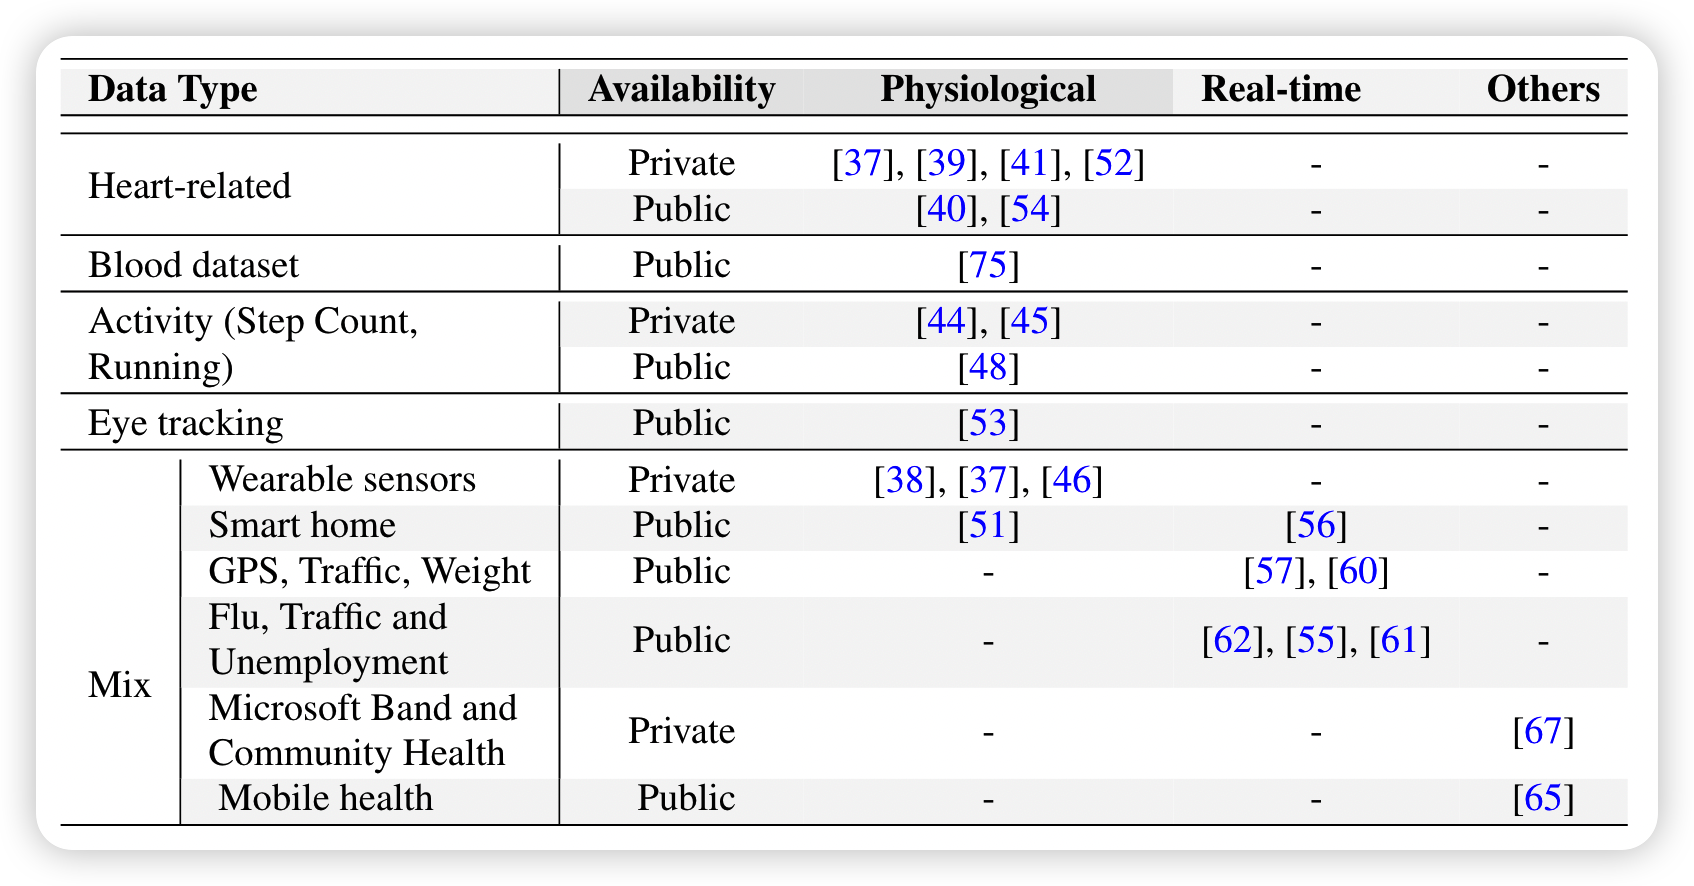 Data Type Availability Physiological Real-time Others
Heart-related Private [37], [39], [41], [52] - -
Public [40], [54] - -
Blood dataset Public [75] - -
Activity (Step Count, Private [44], [45] - -
Running) Public [48] - -
Eye tracking Public [53] - -
Mix
Wearable sensors Private [38], [37], [46] - -
Smart home Public [51] [56] -
GPS, Traffic, Weight Public - [57], [60] -
Flu, Traffic and
Unemployment Public - [62], [55], [61] -
Microsoft Band and
Community Health Private - - [67]
Mobile health Public - - [65]